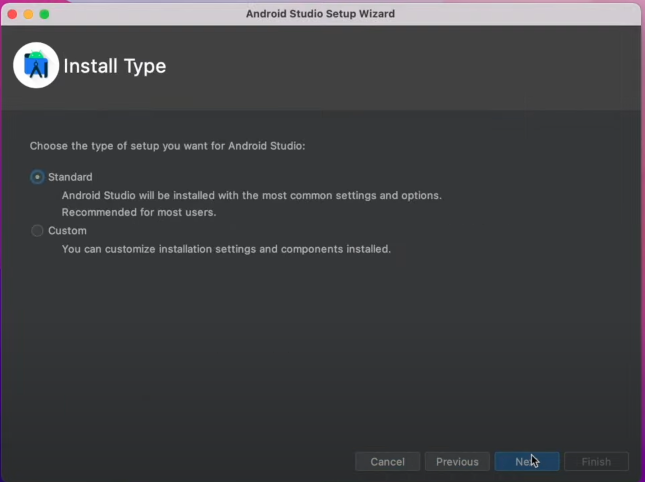 Android Studio Setup Wizard
Install Type
Choose the type of setup you want for Android Studio:
Standard
Android Studio will be installed with the most common settings and options.
Recommended for most users.
Custom
You can customize installation settings and components installed.
Cancel Previous Finish